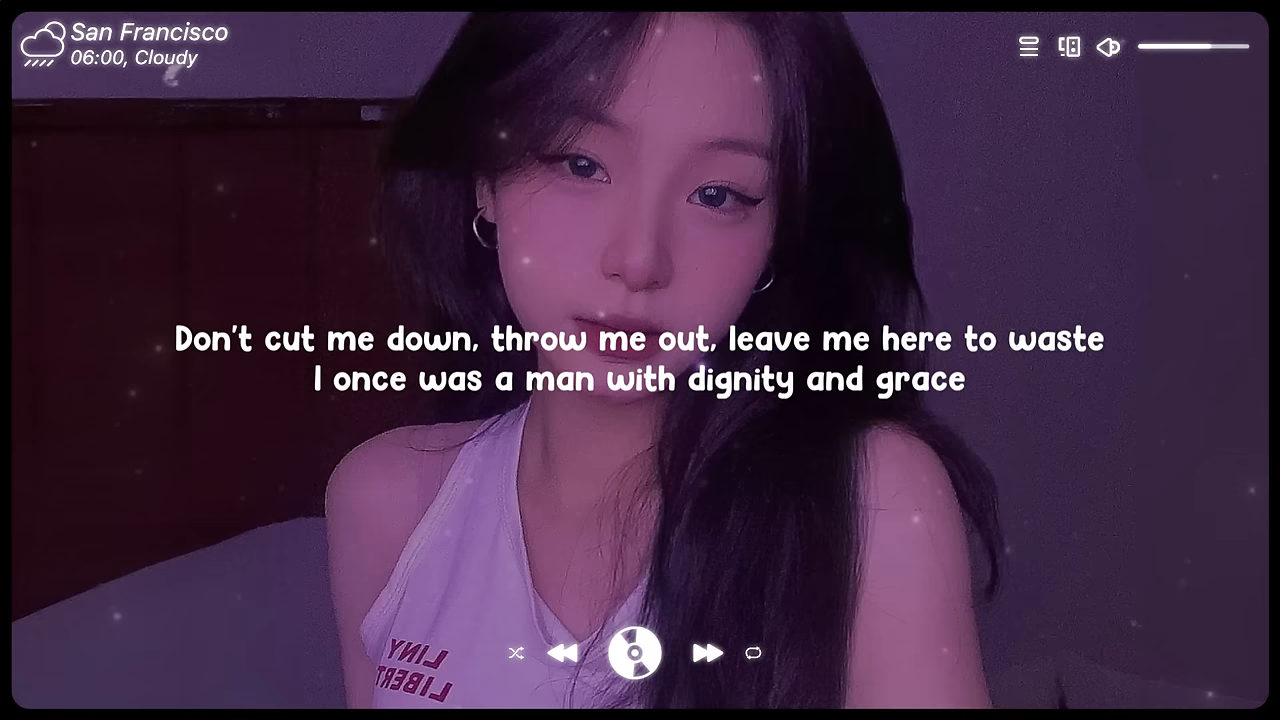 San Francisco
06:00, Cloudy
Don't cut me down, throw me out, leave me here to waste
I once was a man with dignity and grace
LINY
LIBERT